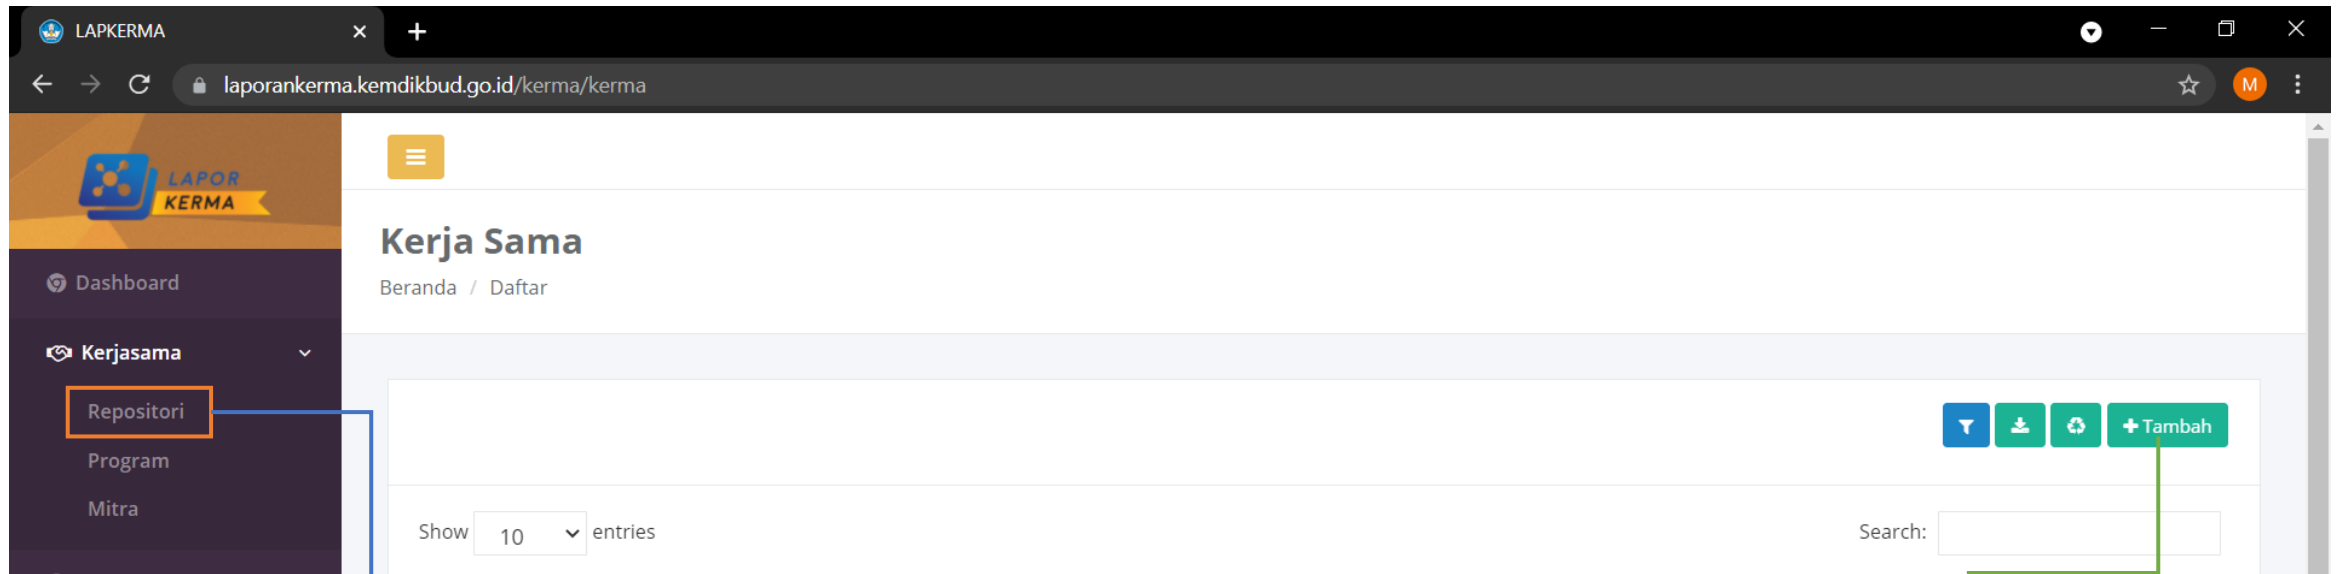 LAPKERMA
laporankerma.kemdikbud.go.id/kerma/kerma
M
LAPOR
KERMA
Kerja Sama
Beranda / Daftar
Dashboard
Kerjasama
Repositori
Program
Mitra
Tambah
Show 10 entries
Search: